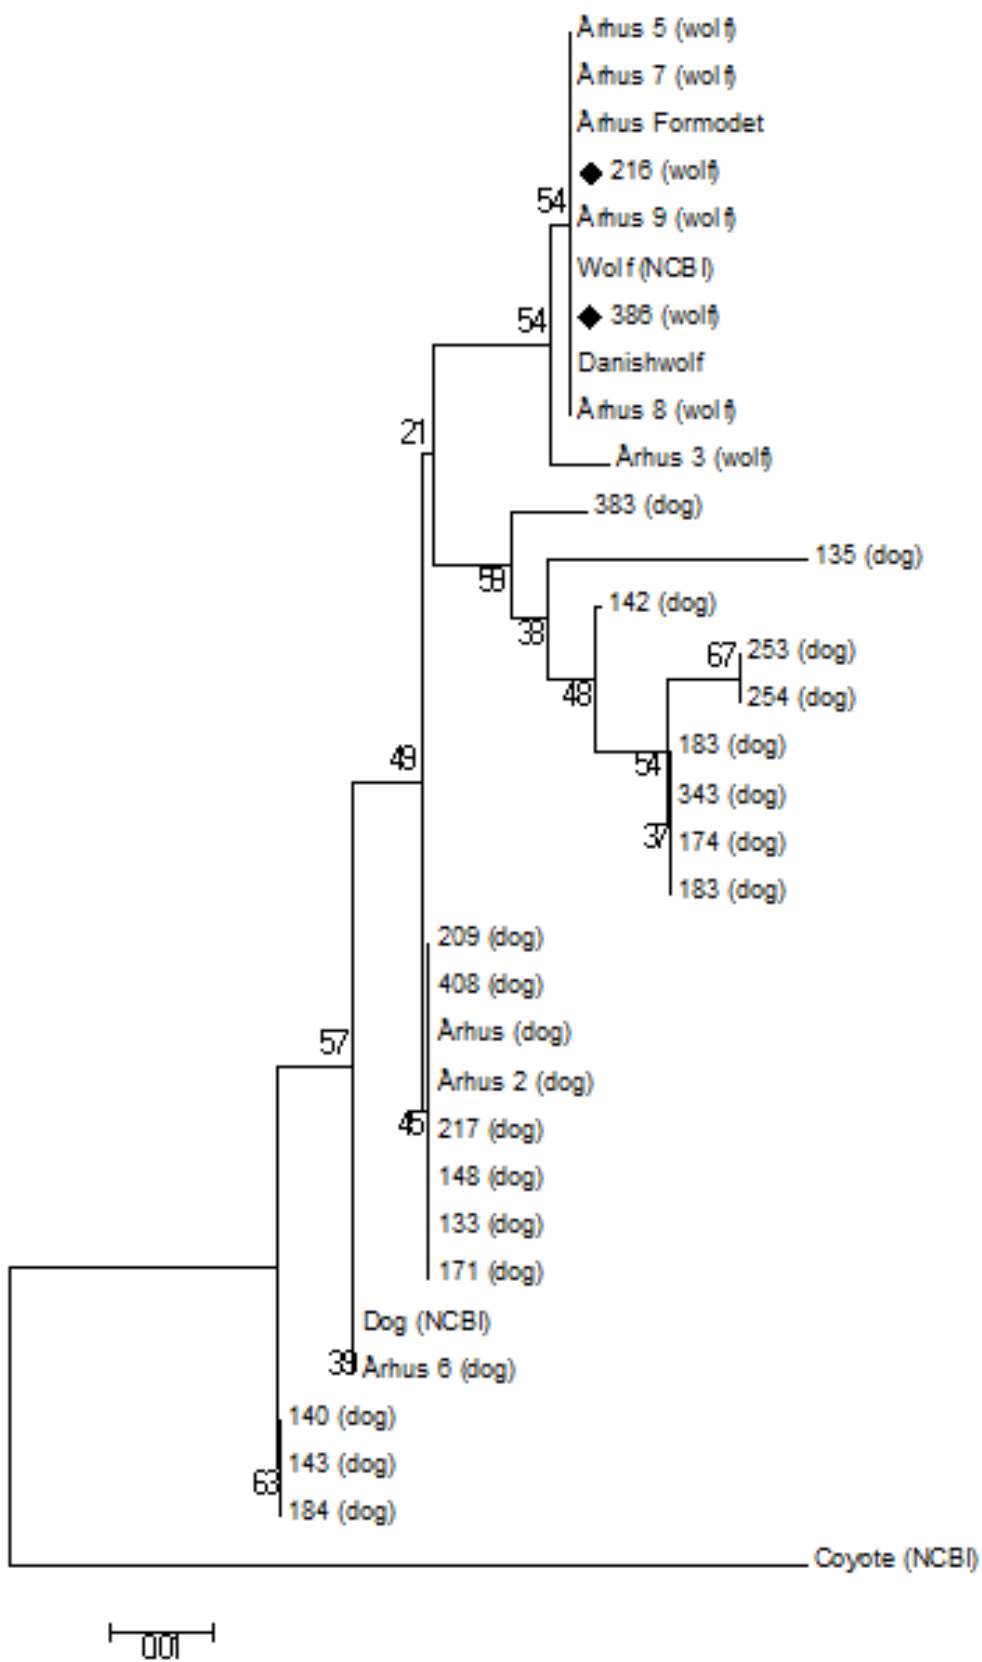 Århus 5 (wolf)
Århus 7 (wolf)
Århus Formodet
216 (wolf)
54
Århus 9 (wolf)
Wolf (NCBI)
54
386 (wolf)
Danishwolf
Århus 8 (wolf)
21
Århus 3 (wolf)
383 (dog)
135 (dog)
59
142 (dog)
38
67
253 (dog)
48
254 (dog)
183 (dog)
49
54
343 (dog)
37
174 (dog)
183 (dog)
209 (dog)
408 (dog)
Århus (dog)
57
Århus 2 (dog)
45
217 (dog)
148 (dog)
133 (dog)
171 (dog)
Dog (NCBI)
39
Århus 6 (dog)
140 (dog)
143 (dog)
63
184 (dog)
Coyote (NCBI)
0.01